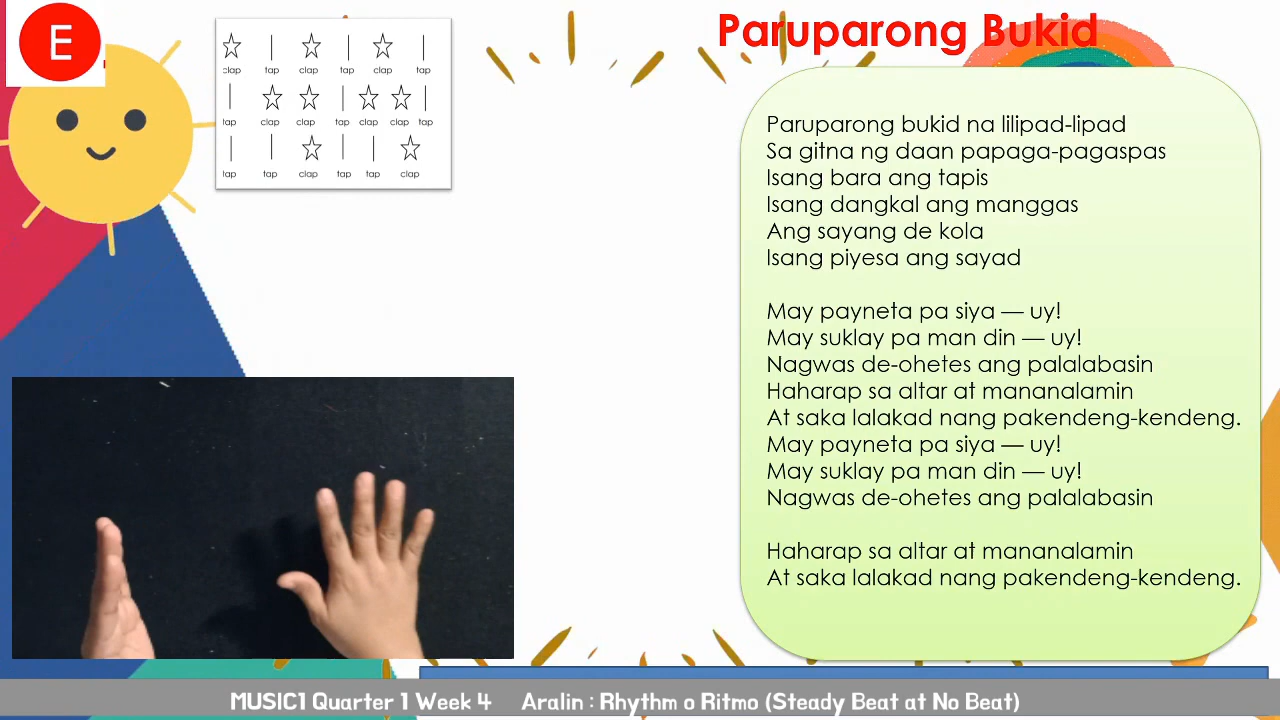 E
Paruparong Bukid
clap tap clap tap clap tap
tap clap clap tap clap clap tap
tap tap clap tap tap clap
Paruparong bukid na lilipad-lipad
Sa gitna ng daan papaga-pagaspas
Isang bara ang tapis
Isang dangkal ang manggas
Ang sayang de kola
Isang piyesa ang sayad
May payneta pa siya — uy!
May suklay pa man din — uy!
Nagwas de-ohetes ang palalabasin
Haharap sa altar at mananalamin
At saka lalakad nang pakendeng-kendeng.
May payneta pa siya — uy!
May suklay pa man din — uy!
Nagwas de-ohetes ang palalabasin
Haharap sa altar at mananalamin
At saka lalakad nang pakendeng-kendeng.
MUSIC1 Quarter 1 Week 4 Aralin : Rhythm o Ritmo (Steady Beat at No Beat)